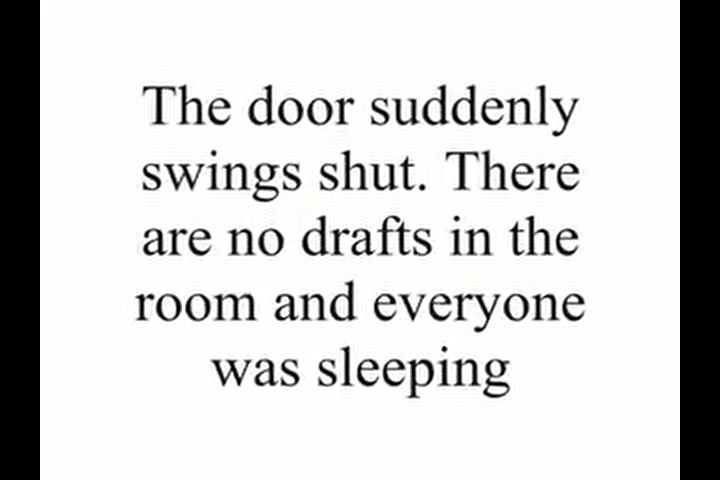 The door suddenly
swings shut. There
are no drafts in the
room and everyone
was sleeping